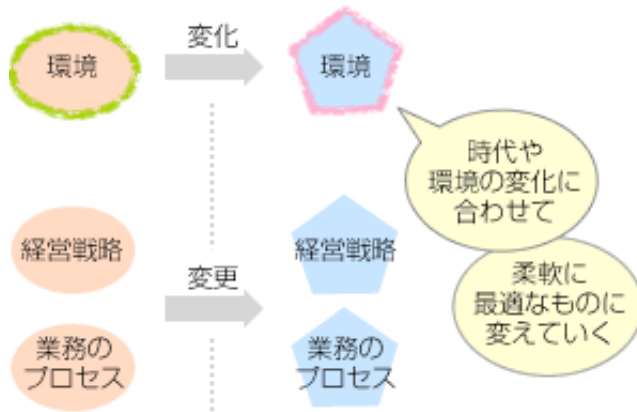 環境
変化
環境
時代や
環境の変化に
合わせて
経営戦略
変更
経営戦略
柔軟に
最適なものに
変えていく
業務の
プロセス
業務の
プロセス